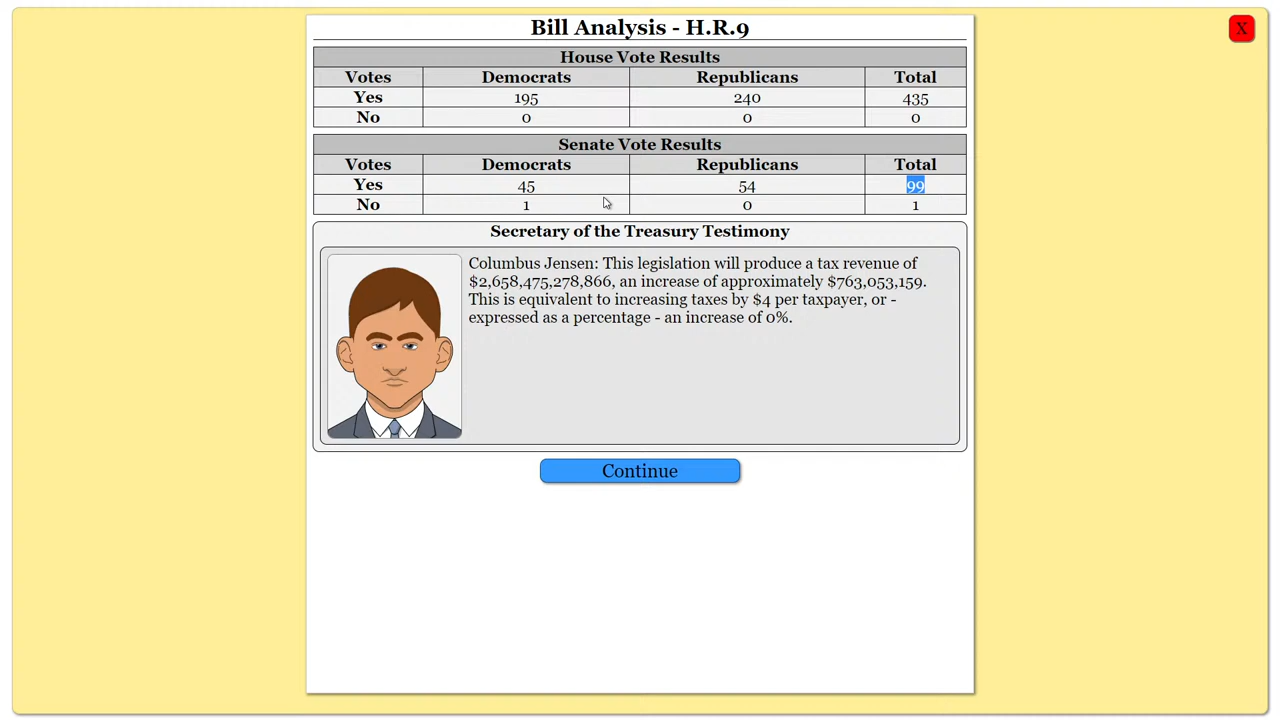 Bill Analysis - H.R.9
X
House Vote Results
Votes Democrats Republicans Total
Yes 195 240 435
No 0 0 0
Senate Vote Results
Votes Democrats Republicans Total
Yes 45 54 99
No 1 0 1
Secretary of the Treasury Testimony
Columbus Jensen: This legislation will produce a tax revenue of
$2,658,475,278,866, an increase of approximately $763,053,159.
This is equivalent to increasing taxes by $4 per taxpayer, or -
expressed as a percentage - an increase of 0%.
Continue